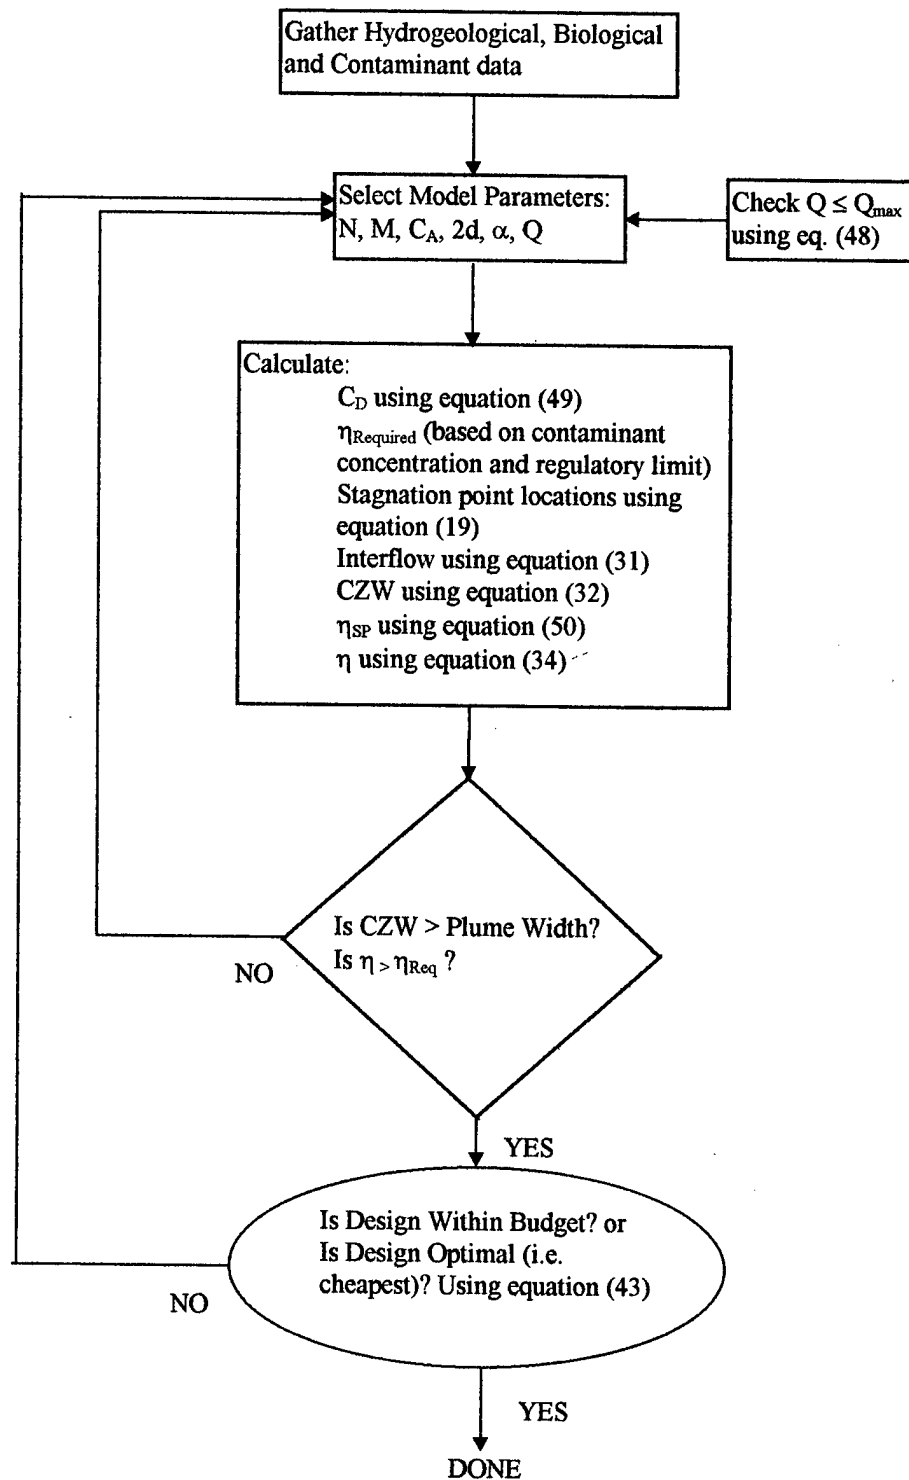 Gather Hydrogeological, Biological
and Contaminant data
Select Model Parameters:
N, M, C_A, 2d, α, Q
Check Q ≤ Q_max
using eq. (48)
Calculate:
C_D using equation (49)
η_Required (based on contaminant
concentration and regulatory limit)
Stagnation point locations using
equation (19)
Interflow using equation (31)
CZW using equation (32)
η_SP using equation (50)
η using equation (34)
Is CZW > Plume Width?
Is η > η_Req ?
NO
YES
Is Design Within Budget? or
Is Design Optimal (i.e.
cheapest)? Using equation (43)
NO
YES
DONE